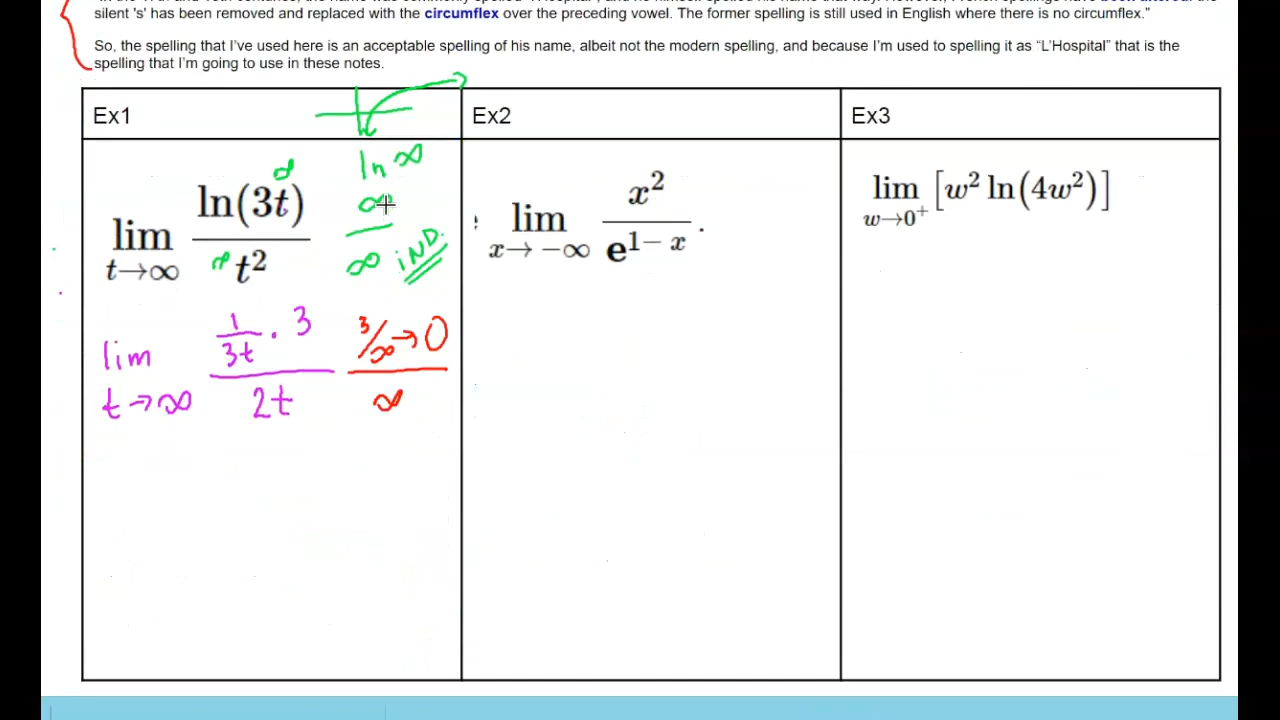 silent 's' has been removed and replaced with the circumflex over the preceding vowel. The former spelling is still used in English where there is no circumflex.”
So, the spelling that I’ve used here is an acceptable spelling of his name, albeit not the modern spelling, and because I’m used to spelling it as “L’Hospital” that is the
spelling that I’m going to use in these notes.
Ex1
ln ∞
∞
∞ IND.
lim t→∞ ln(3t) / t²
∞
∞
lim t→∞ (1/3t · 3) / 2t
3/∞ → 0
∞
Ex2
lim x→ −∞ x² / e^(1− x) .
Ex3
lim w→0⁺ [w² ln(4w²)]